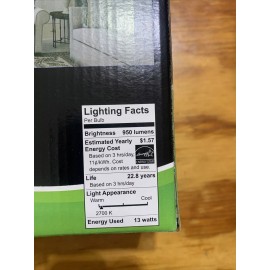 Lighting Facts
Per Bulb
Brightness 950 lumens
Estimated Yearly $1.57
Energy Cost
Based on 3 hrs/day,
11¢/kWh, Cost
depends on rates and use.
Life 22.8 years
Based on 3 hrs/day
Light Appearance
Warm Cool
2700 K
Energy Used 13 watts